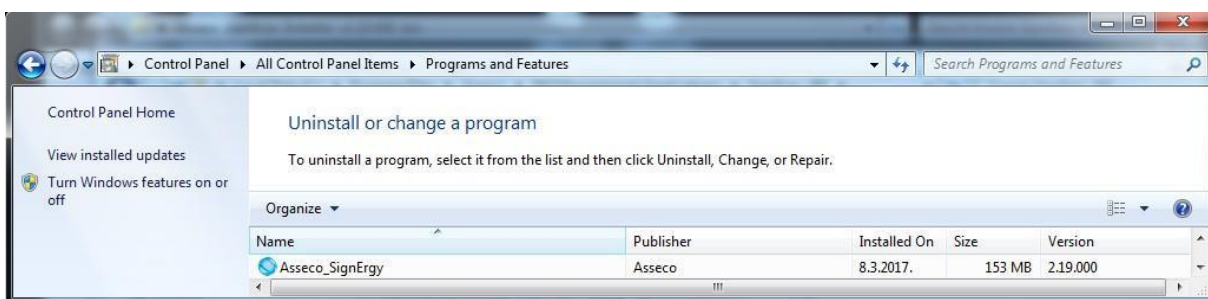 Control Panel ▸ All Control Panel Items ▸ Programs and Features
Search Programs and Features
Control Panel Home
View installed updates
Turn Windows features on or
off
Uninstall or change a program
To uninstall a program, select it from the list and then click Uninstall, Change, or Repair.
Organize
Name Publisher Installed On Size Version
Asseco_SignErgy Asseco 8.3.2017. 153 MB 2.19.000